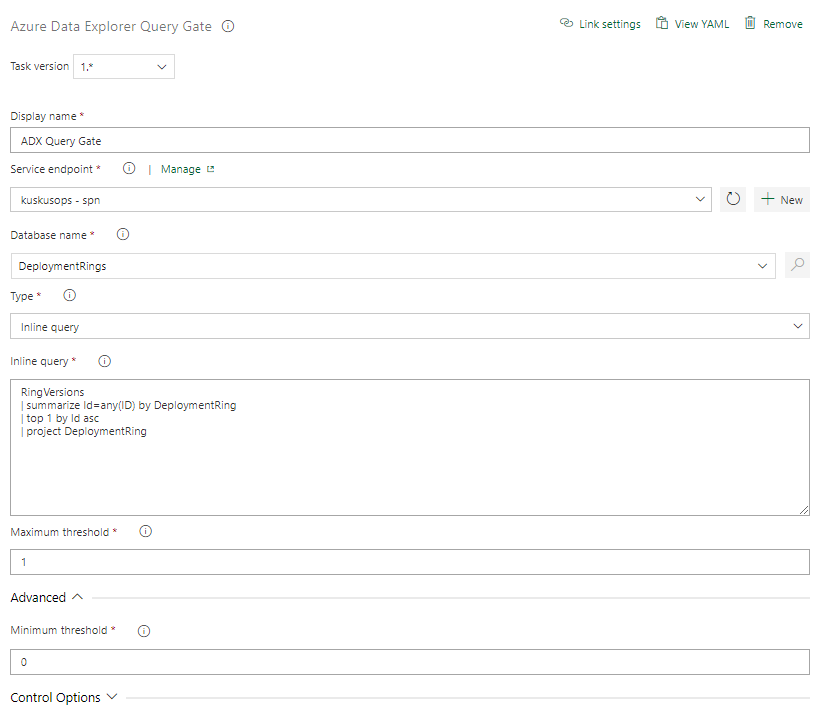 Azure Data Explorer Query Gate
Link settings View YAML Remove
Task version 1.*
Display name *
ADX Query Gate
Service endpoint * | Manage
kuskusops - spn
New
Database name *
DeploymentRings
Type *
Inline query
Inline query *
RingVersions
| summarize Id=any(ID) by DeploymentRing
| top 1 by Id asc
| project DeploymentRing
Maximum threshold *
1
Advanced
Minimum threshold *
0
Control Options